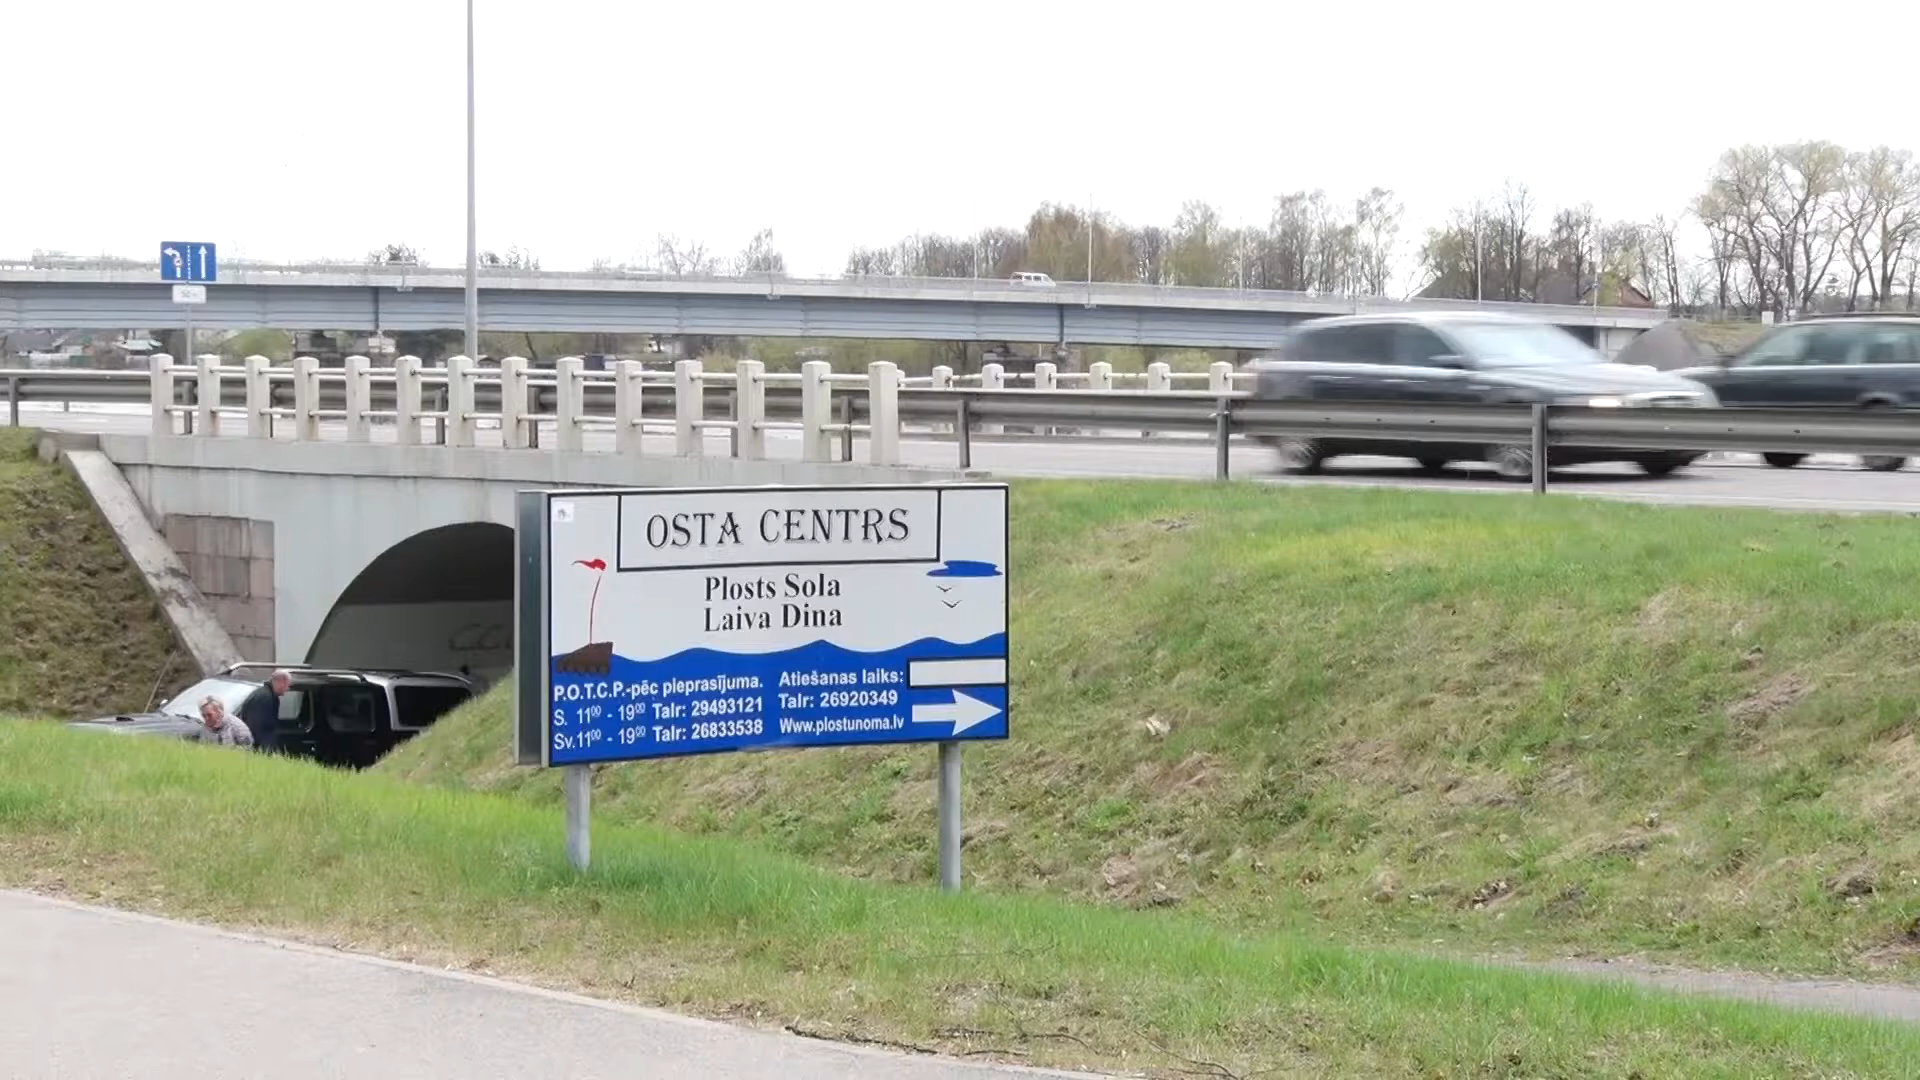 OSTA CENTRS
Plosts Sola
Laiva Dina
P.O.T.C.P.-pēc pieprasījuma.
S. 11⁰⁰ - 19⁰⁰ Talr: 29493121
Sv.11⁰⁰ - 19⁰⁰ Talr: 26833538
Atiešanas laiks:
Talr: 26920349
Www.plostunoma.lv